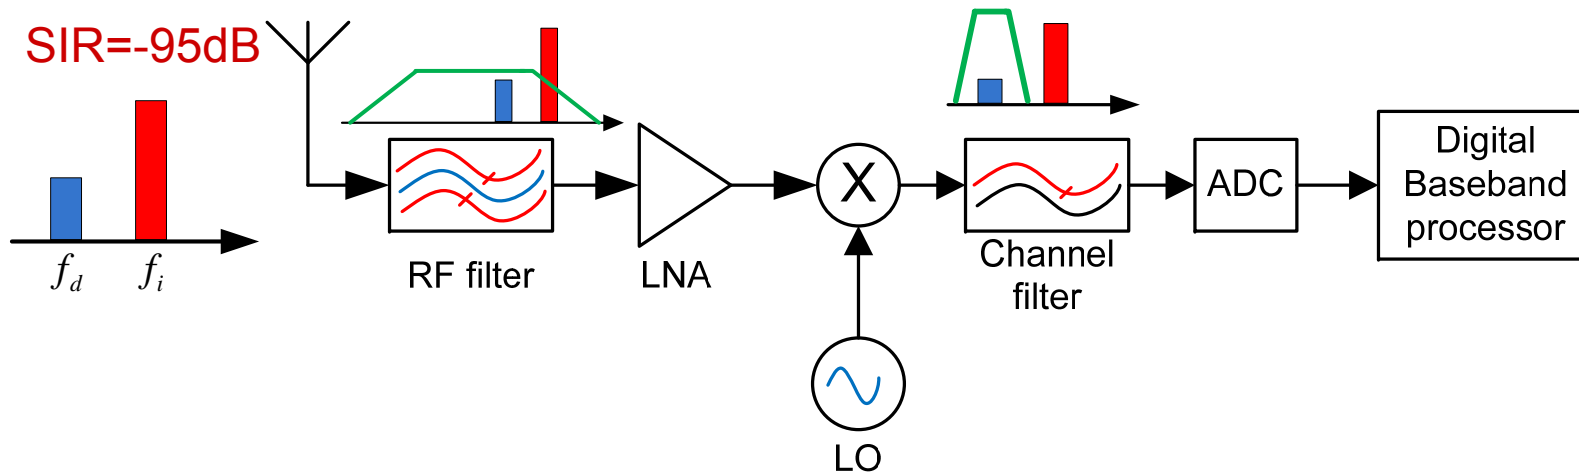 SIR=-95dB
f_d
f_i
RF filter
LNA
X
LO
Channel
filter
ADC
Digital
Baseband
processor